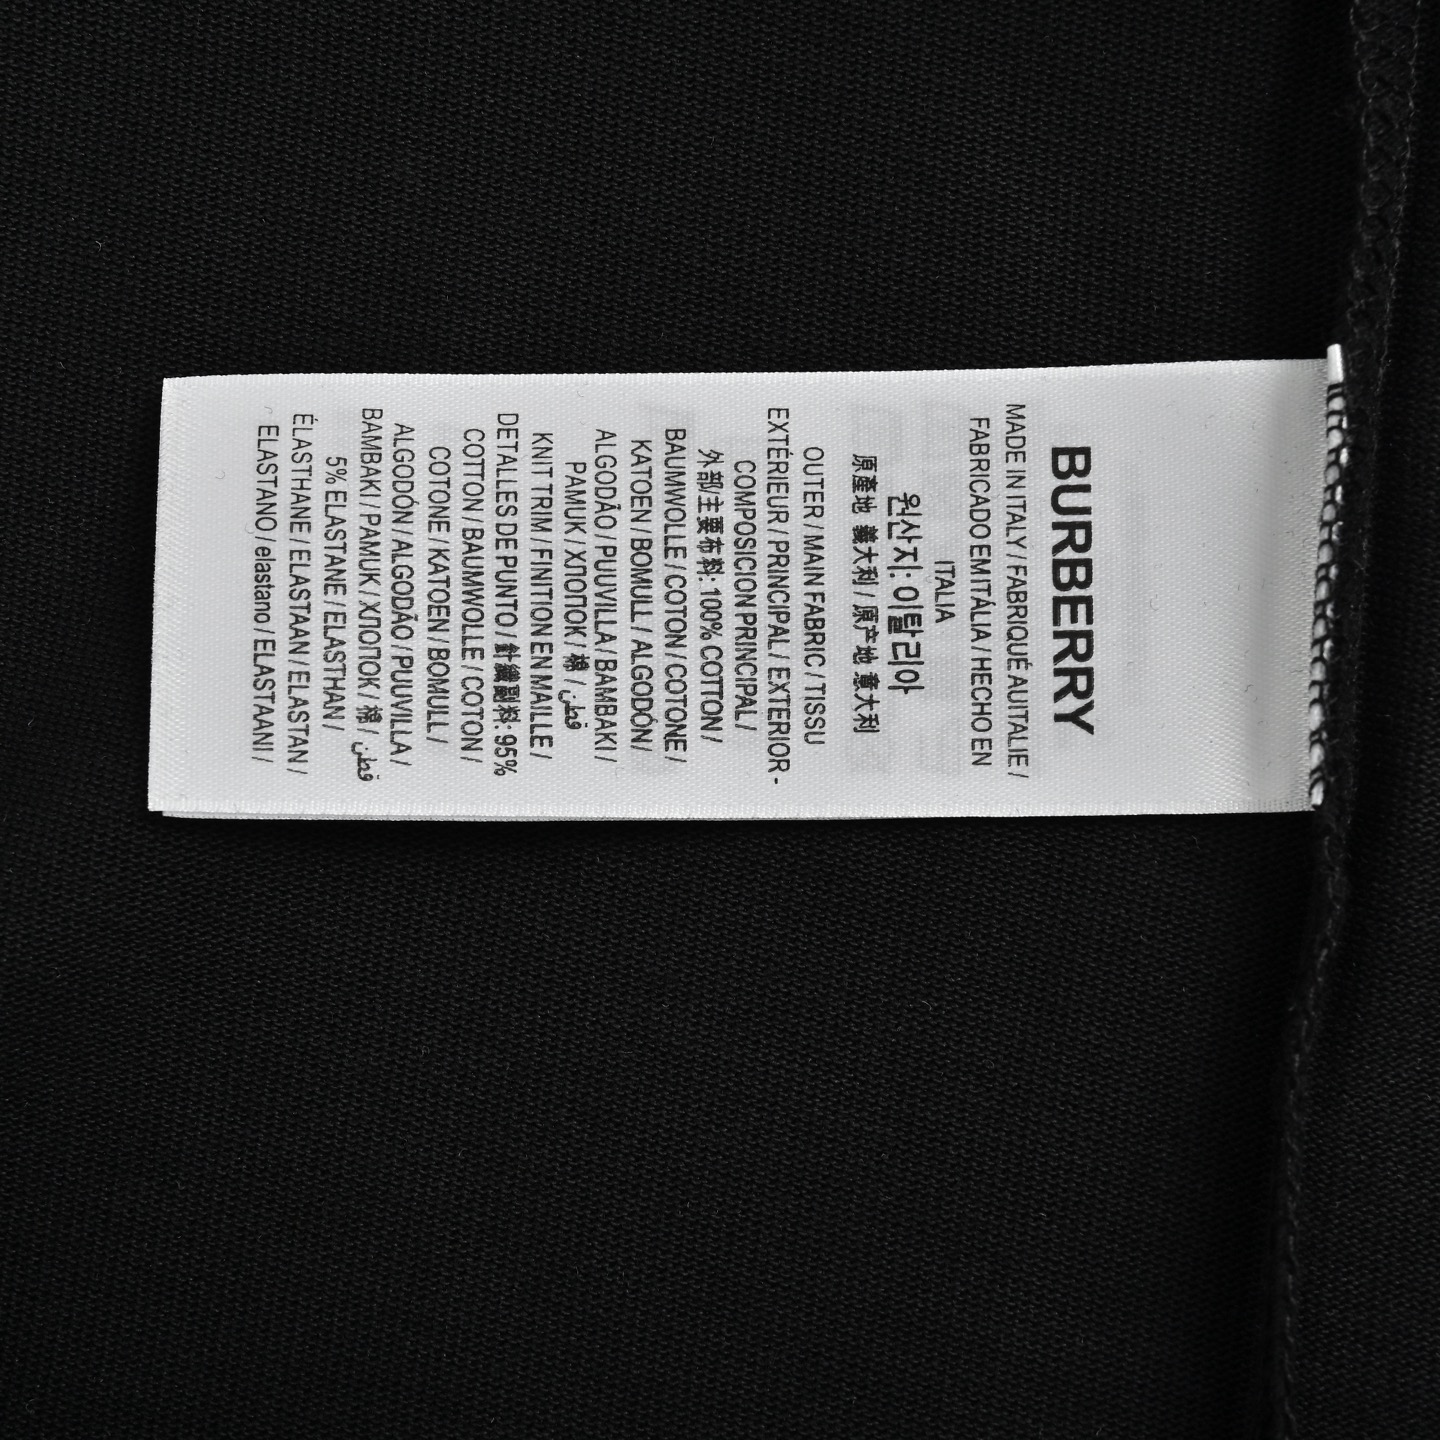 BURBERRY
MADE IN ITALY / FABRIQUÉ AU ITALIE /
FABRICADO EM ITÁLIA / HECHO EN
ITALIA
원산지: 이탈리아
原產地 義大利 / 原产地 意大利
OUTER / MAIN FABRIC / TISSU
EXTÉRIEUR / PRINCIPAL / EXTERIOR -
COMPOSICION PRINCIPAL /
外部/主要布料: 100% COTTON /
BAUMWOLLE / COTON / COTONE /
KATOEN / BOMULL / ALGODÓN /
ALGODÃO / PUUVILLA / BAMBAKI /
PAMUK / ХЛОПОК / 棉 / قطن
KNIT TRIM / FINITION EN MAILLE /
DETALLES DE PUNTO / 針織副料: 95%
COTTON / BAUMWOLLE / COTON /
COTONE / KATOEN / BOMULL /
ALGODÓN / ALGODÃO / PUUVILLA /
BAMBAKI / PAMUK / ХЛОПОК / 棉 / قطن
5% ELASTANE / ELASTHAN /
ÉLASTHANE / ELASTAAN / ELASTAN /
ELASTANO / elastano / ELASTAANI /